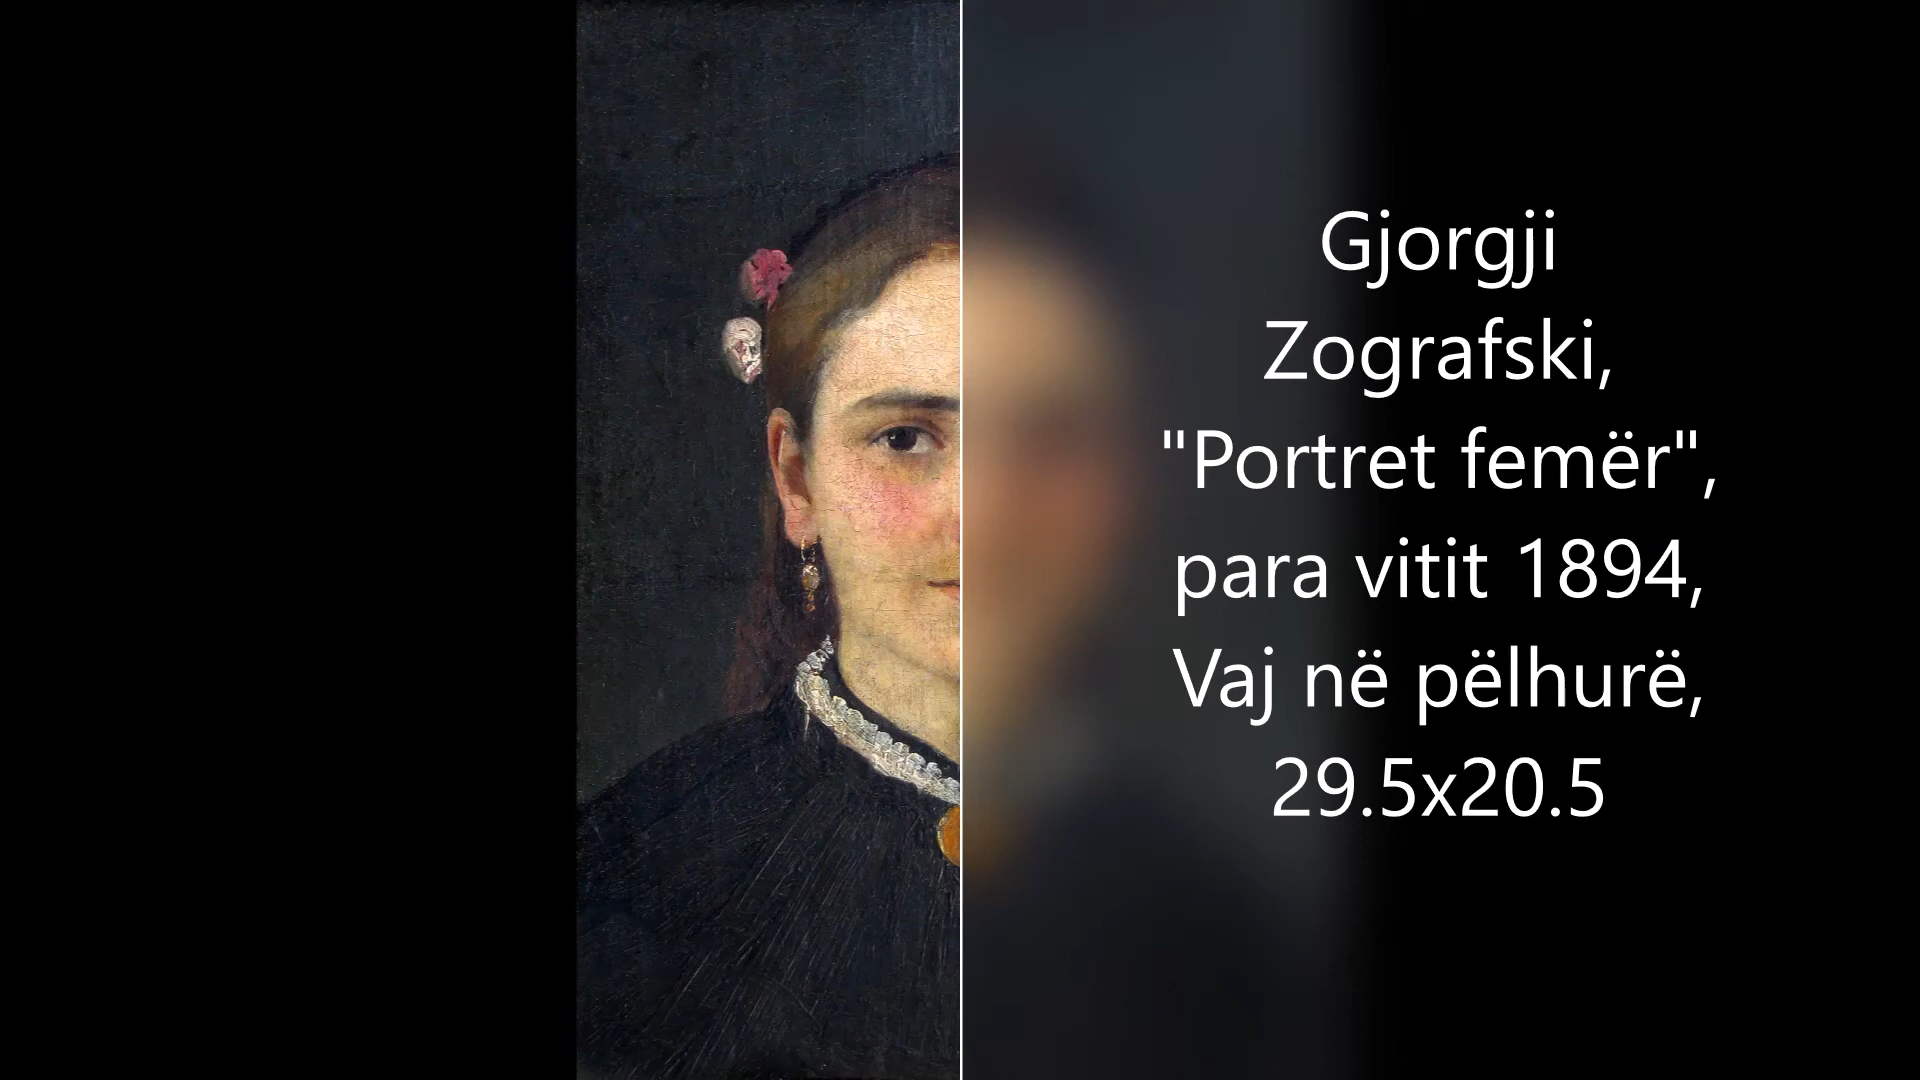 Gjorgji
Zografski,
"Portret femër",
para vitit 1894,
Vaj në pëlhurë,
29.5x20.5